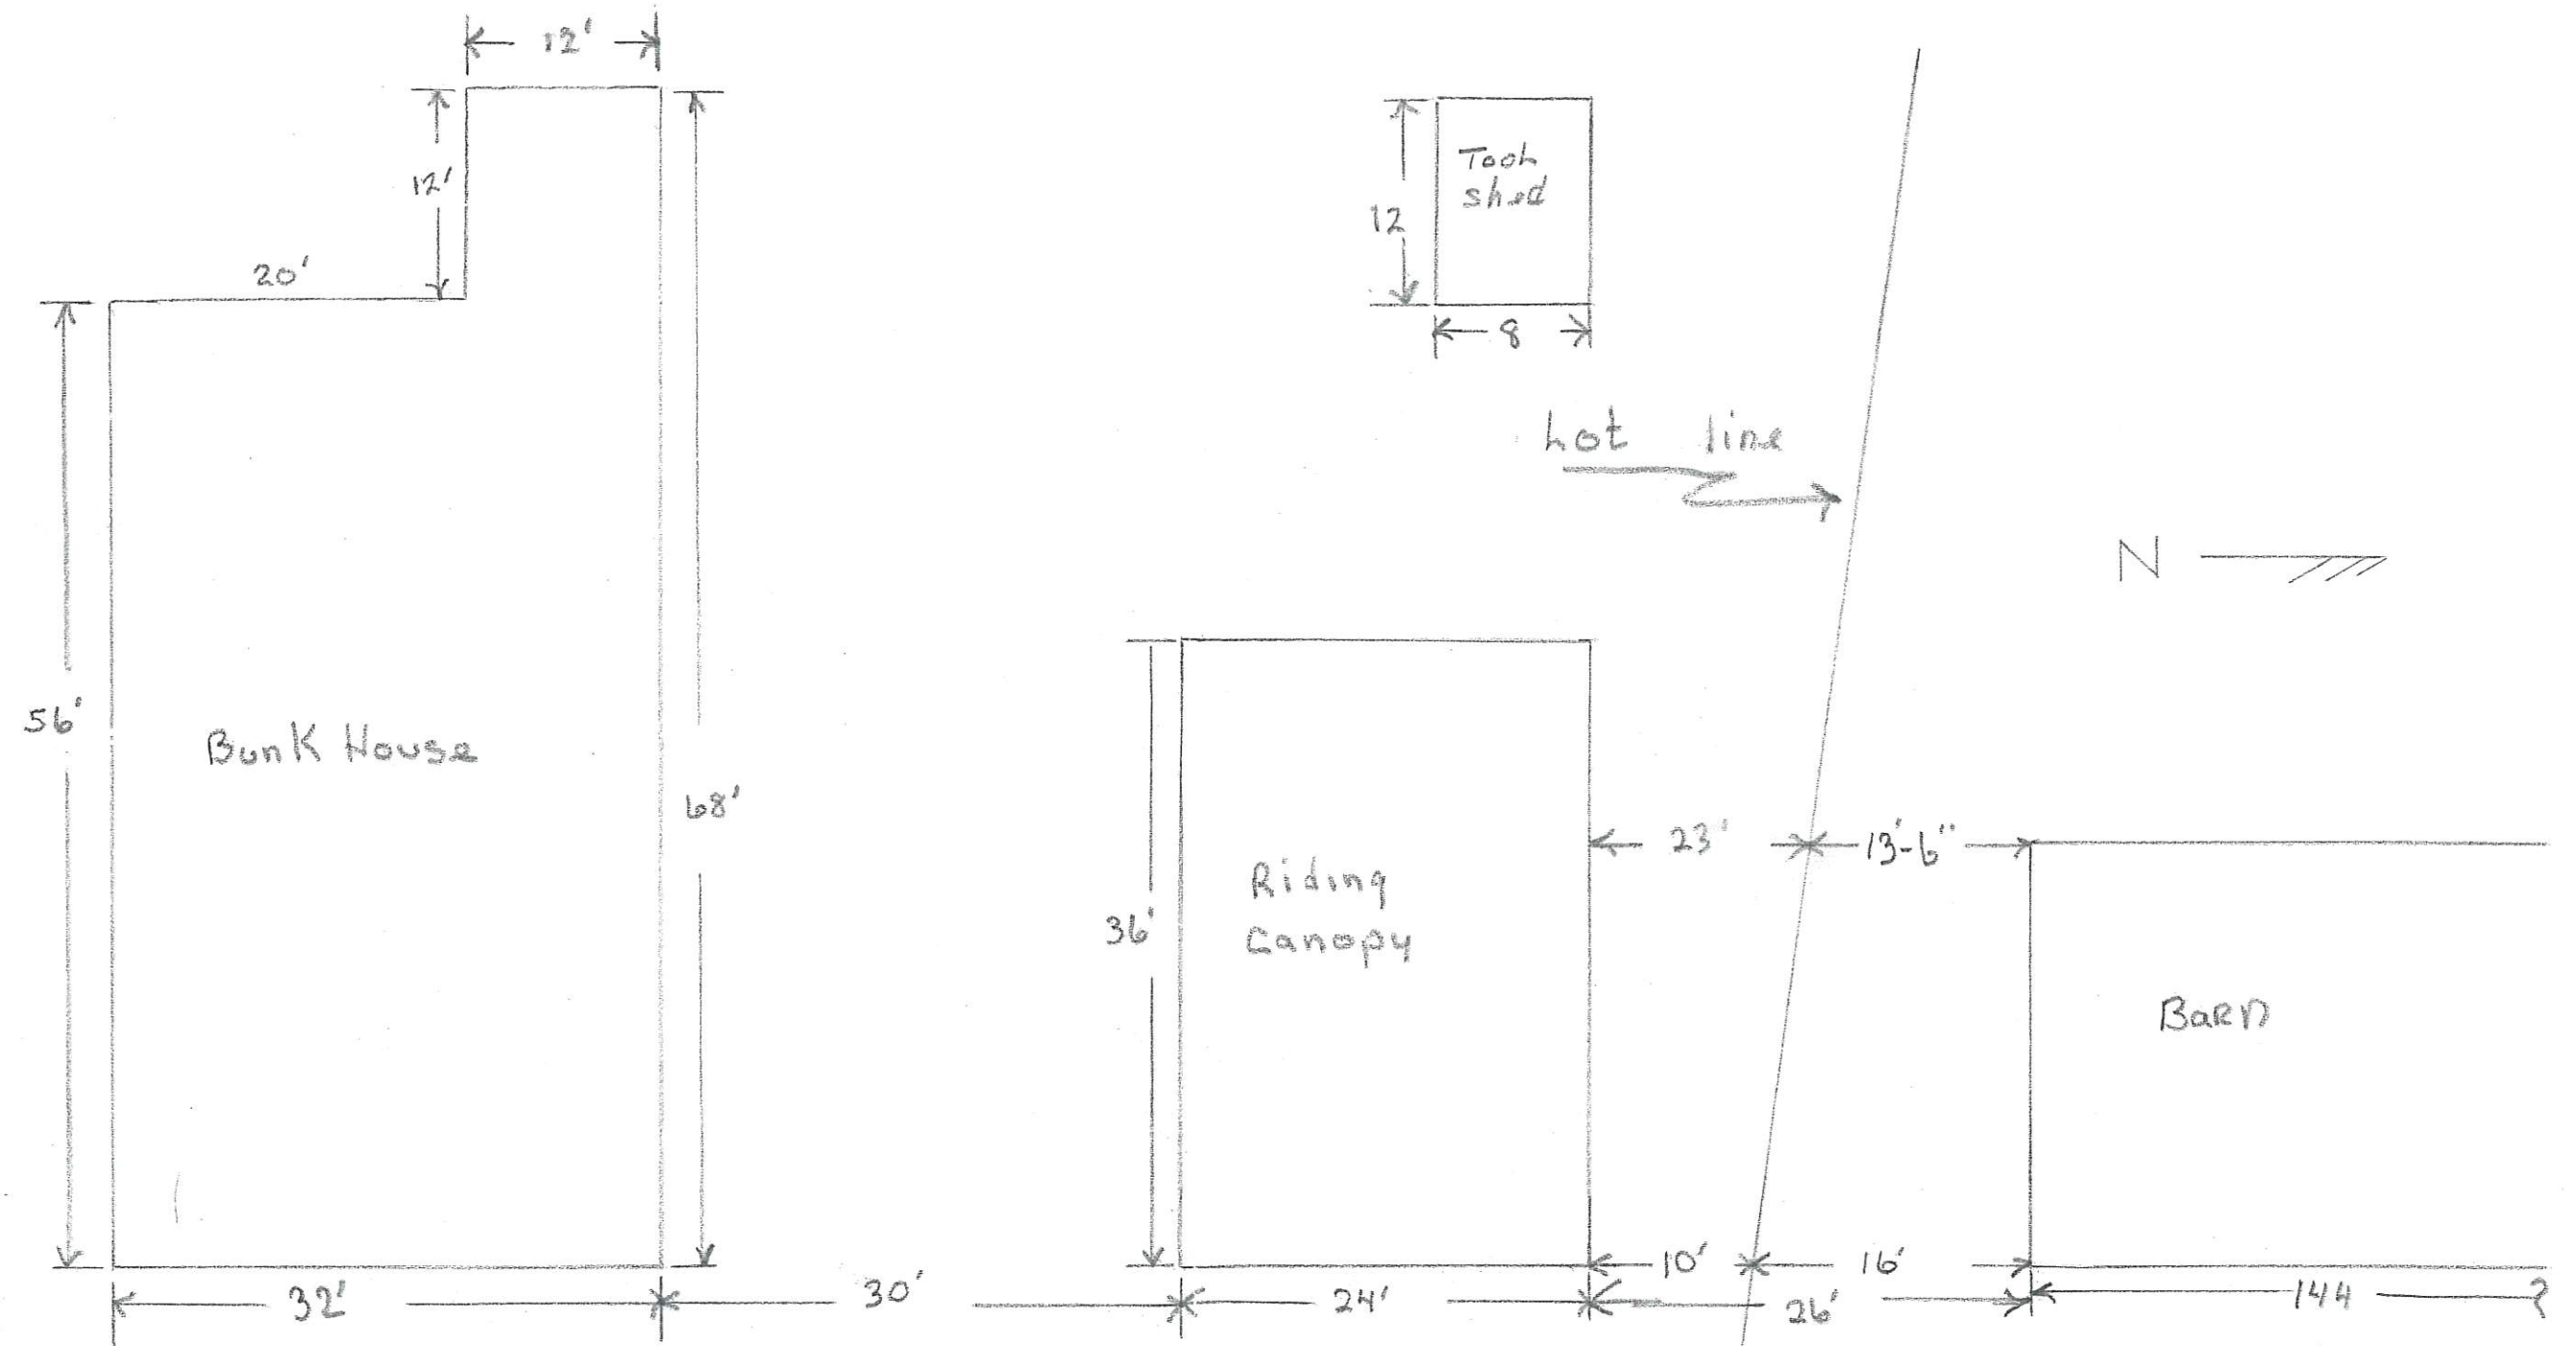 12'
12'
20'
56'
Bunk House
68'
32'
30'
12
Tool
shed
8
Lot line
N
36'
Riding
Canopy
24'
23'
13'-6"
10'
16'
26'
Barn
144
?